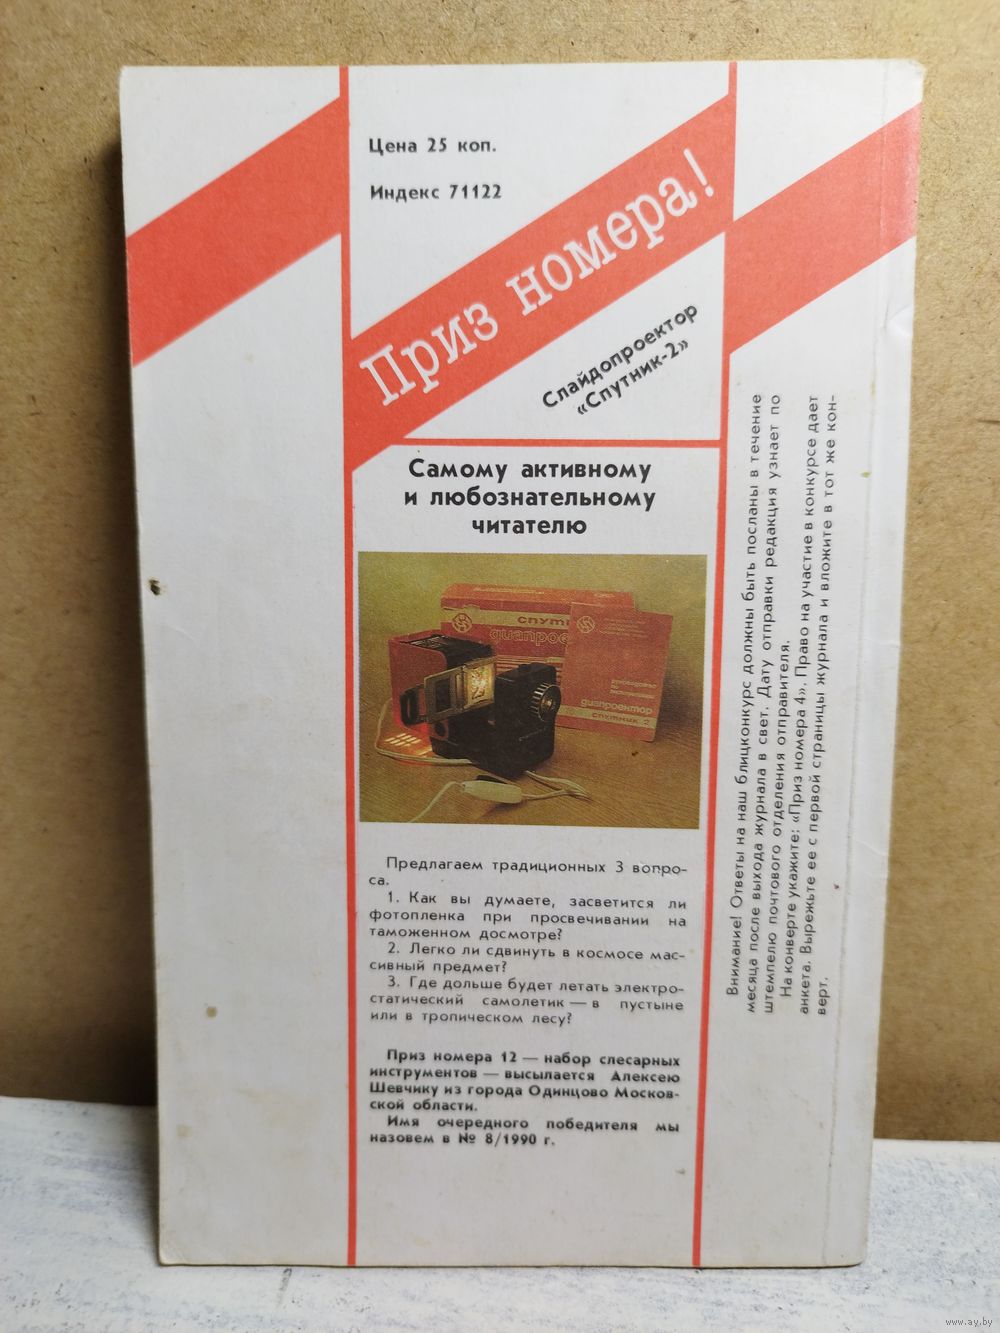 Цена 25 коп.
Индекс 71122
Приз номера!
Слайдопроектор
«Спутник-2»
Самому активному
и любознательному
читателю
диапроектор
спутник 2
Предлагаем традиционных 3 вопро-
са.
1. Как вы думаете, засветится ли
фотопленка при просвечивании на
таможенном досмотре?
2. Легко ли сдвинуть в космосе мас-
сивный предмет?
3. Где дольше будет летать электро-
статический самолетик — в пустыне
или в тропическом лесу?
Приз номера 12 — набор слесарных
инструментов — высылается Алексею
Шевчику из города Одинцово Москов-
ской области.
Имя очередного победителя мы
назовем в № 8/1990 г.
Внимание! Ответы на наш блицконкурс должны быть посланы в течение
месяца после выхода журнала в свет. Дату отправки редакция узнает по
штемпелю почтового отделения отправителя.
На конверте укажите: «Приз номера 4». Право на участие в конкурсе дает
анкета. Вырежьте ее с первой страницы журнала и вложите в тот же кон-
верт.
www.ay.by